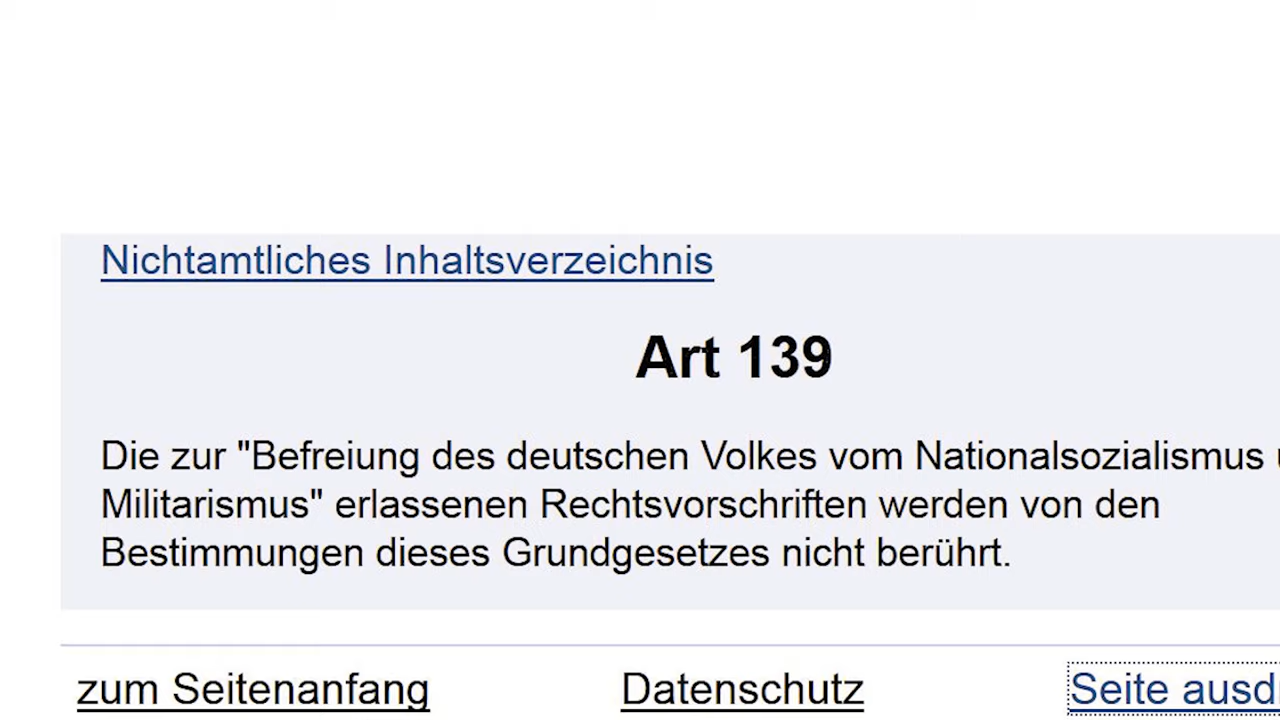 Nichtamtliches Inhaltsverzeichnis
Art 139
Die zur "Befreiung des deutschen Volkes vom Nationalsozialismus
Militarismus" erlassenen Rechtsvorschriften werden von den
Bestimmungen dieses Grundgesetzes nicht berührt.
zum Seitenanfang Datenschutz Seite